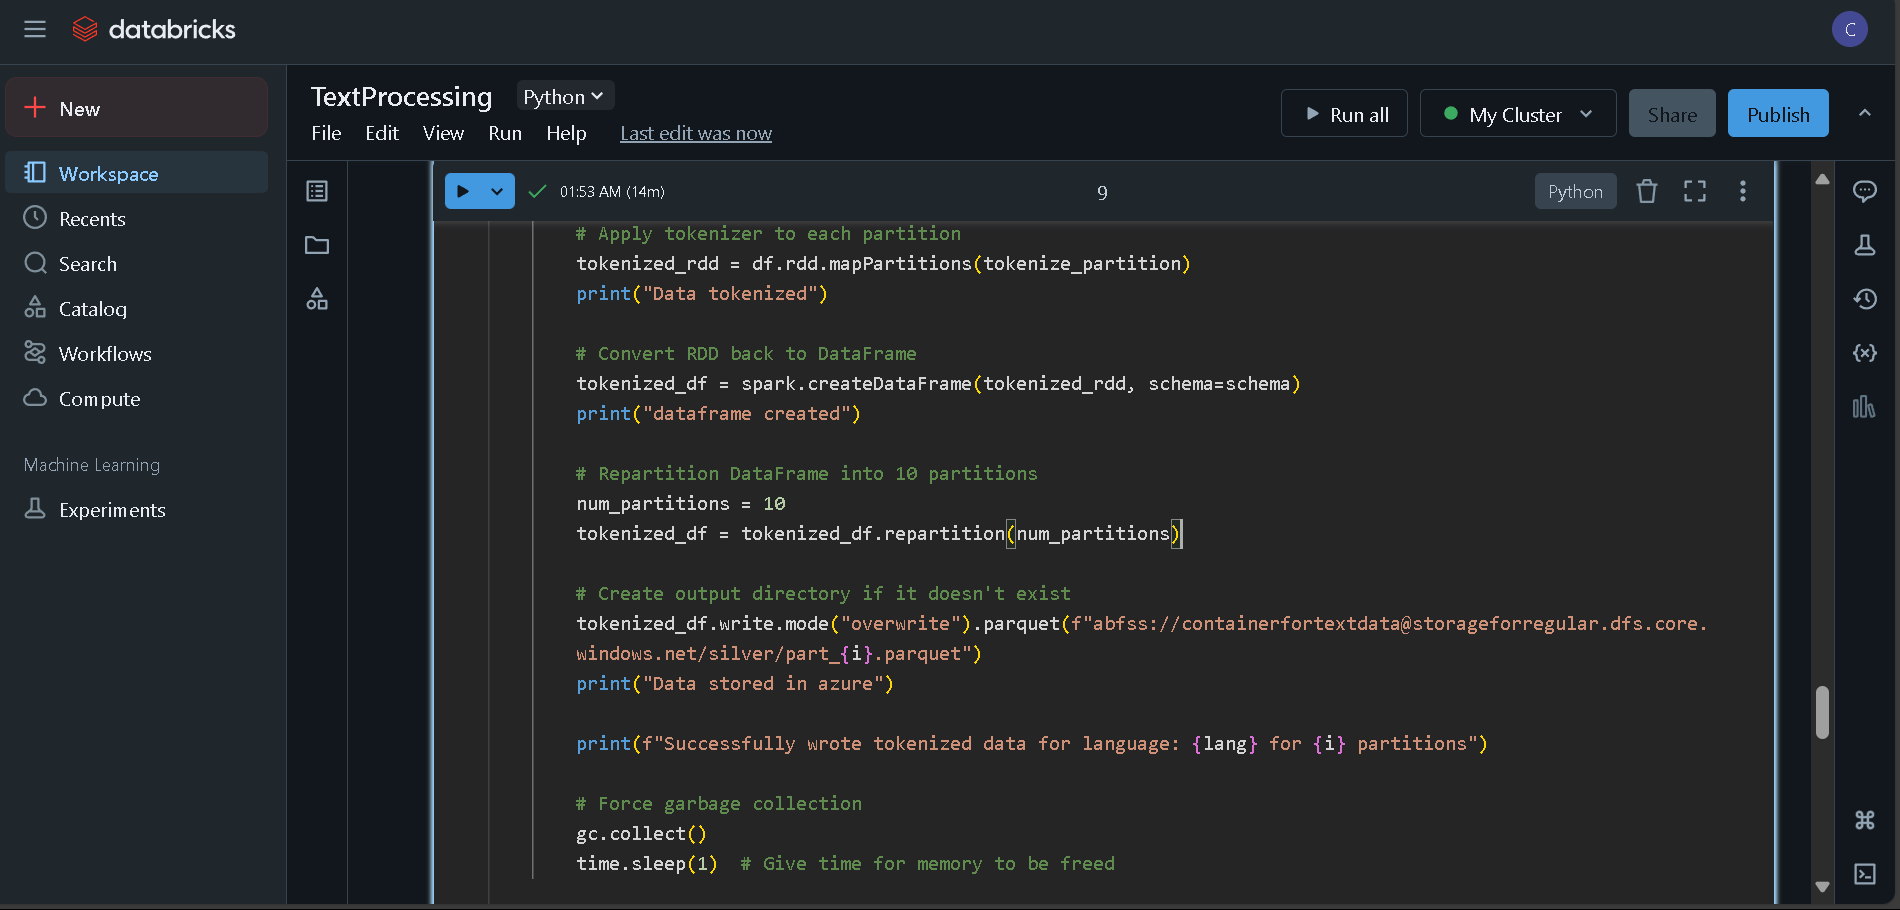 databricks
C
New
Workspace
Recents
Search
Catalog
Workflows
Compute
Machine Learning
Experiments
TextProcessing
Python
File Edit View Run Help Last edit was now
Run all
My Cluster
Share
Publish
01:53 AM (14m)
9
Python
# Apply tokenizer to each partition
tokenized_rdd = df.rdd.mapPartitions(tokenize_partition)
print("Data tokenized")
# Convert RDD back to DataFrame
tokenized_df = spark.createDataFrame(tokenized_rdd, schema=schema)
print("dataframe created")
# Repartition DataFrame into 10 partitions
num_partitions = 10
tokenized_df = tokenized_df.repartition(num_partitions)
# Create output directory if it doesn't exist
tokenized_df.write.mode("overwrite").parquet(f"abfss://containerfortextdata@storageforregular.dfs.core.
windows.net/silver/part_{i}.parquet")
print("Data stored in azure")
print(f"Successfully wrote tokenized data for language: {lang} for {i} partitions")
# Force garbage collection
gc.collect()
time.sleep(1)  # Give time for memory to be freed